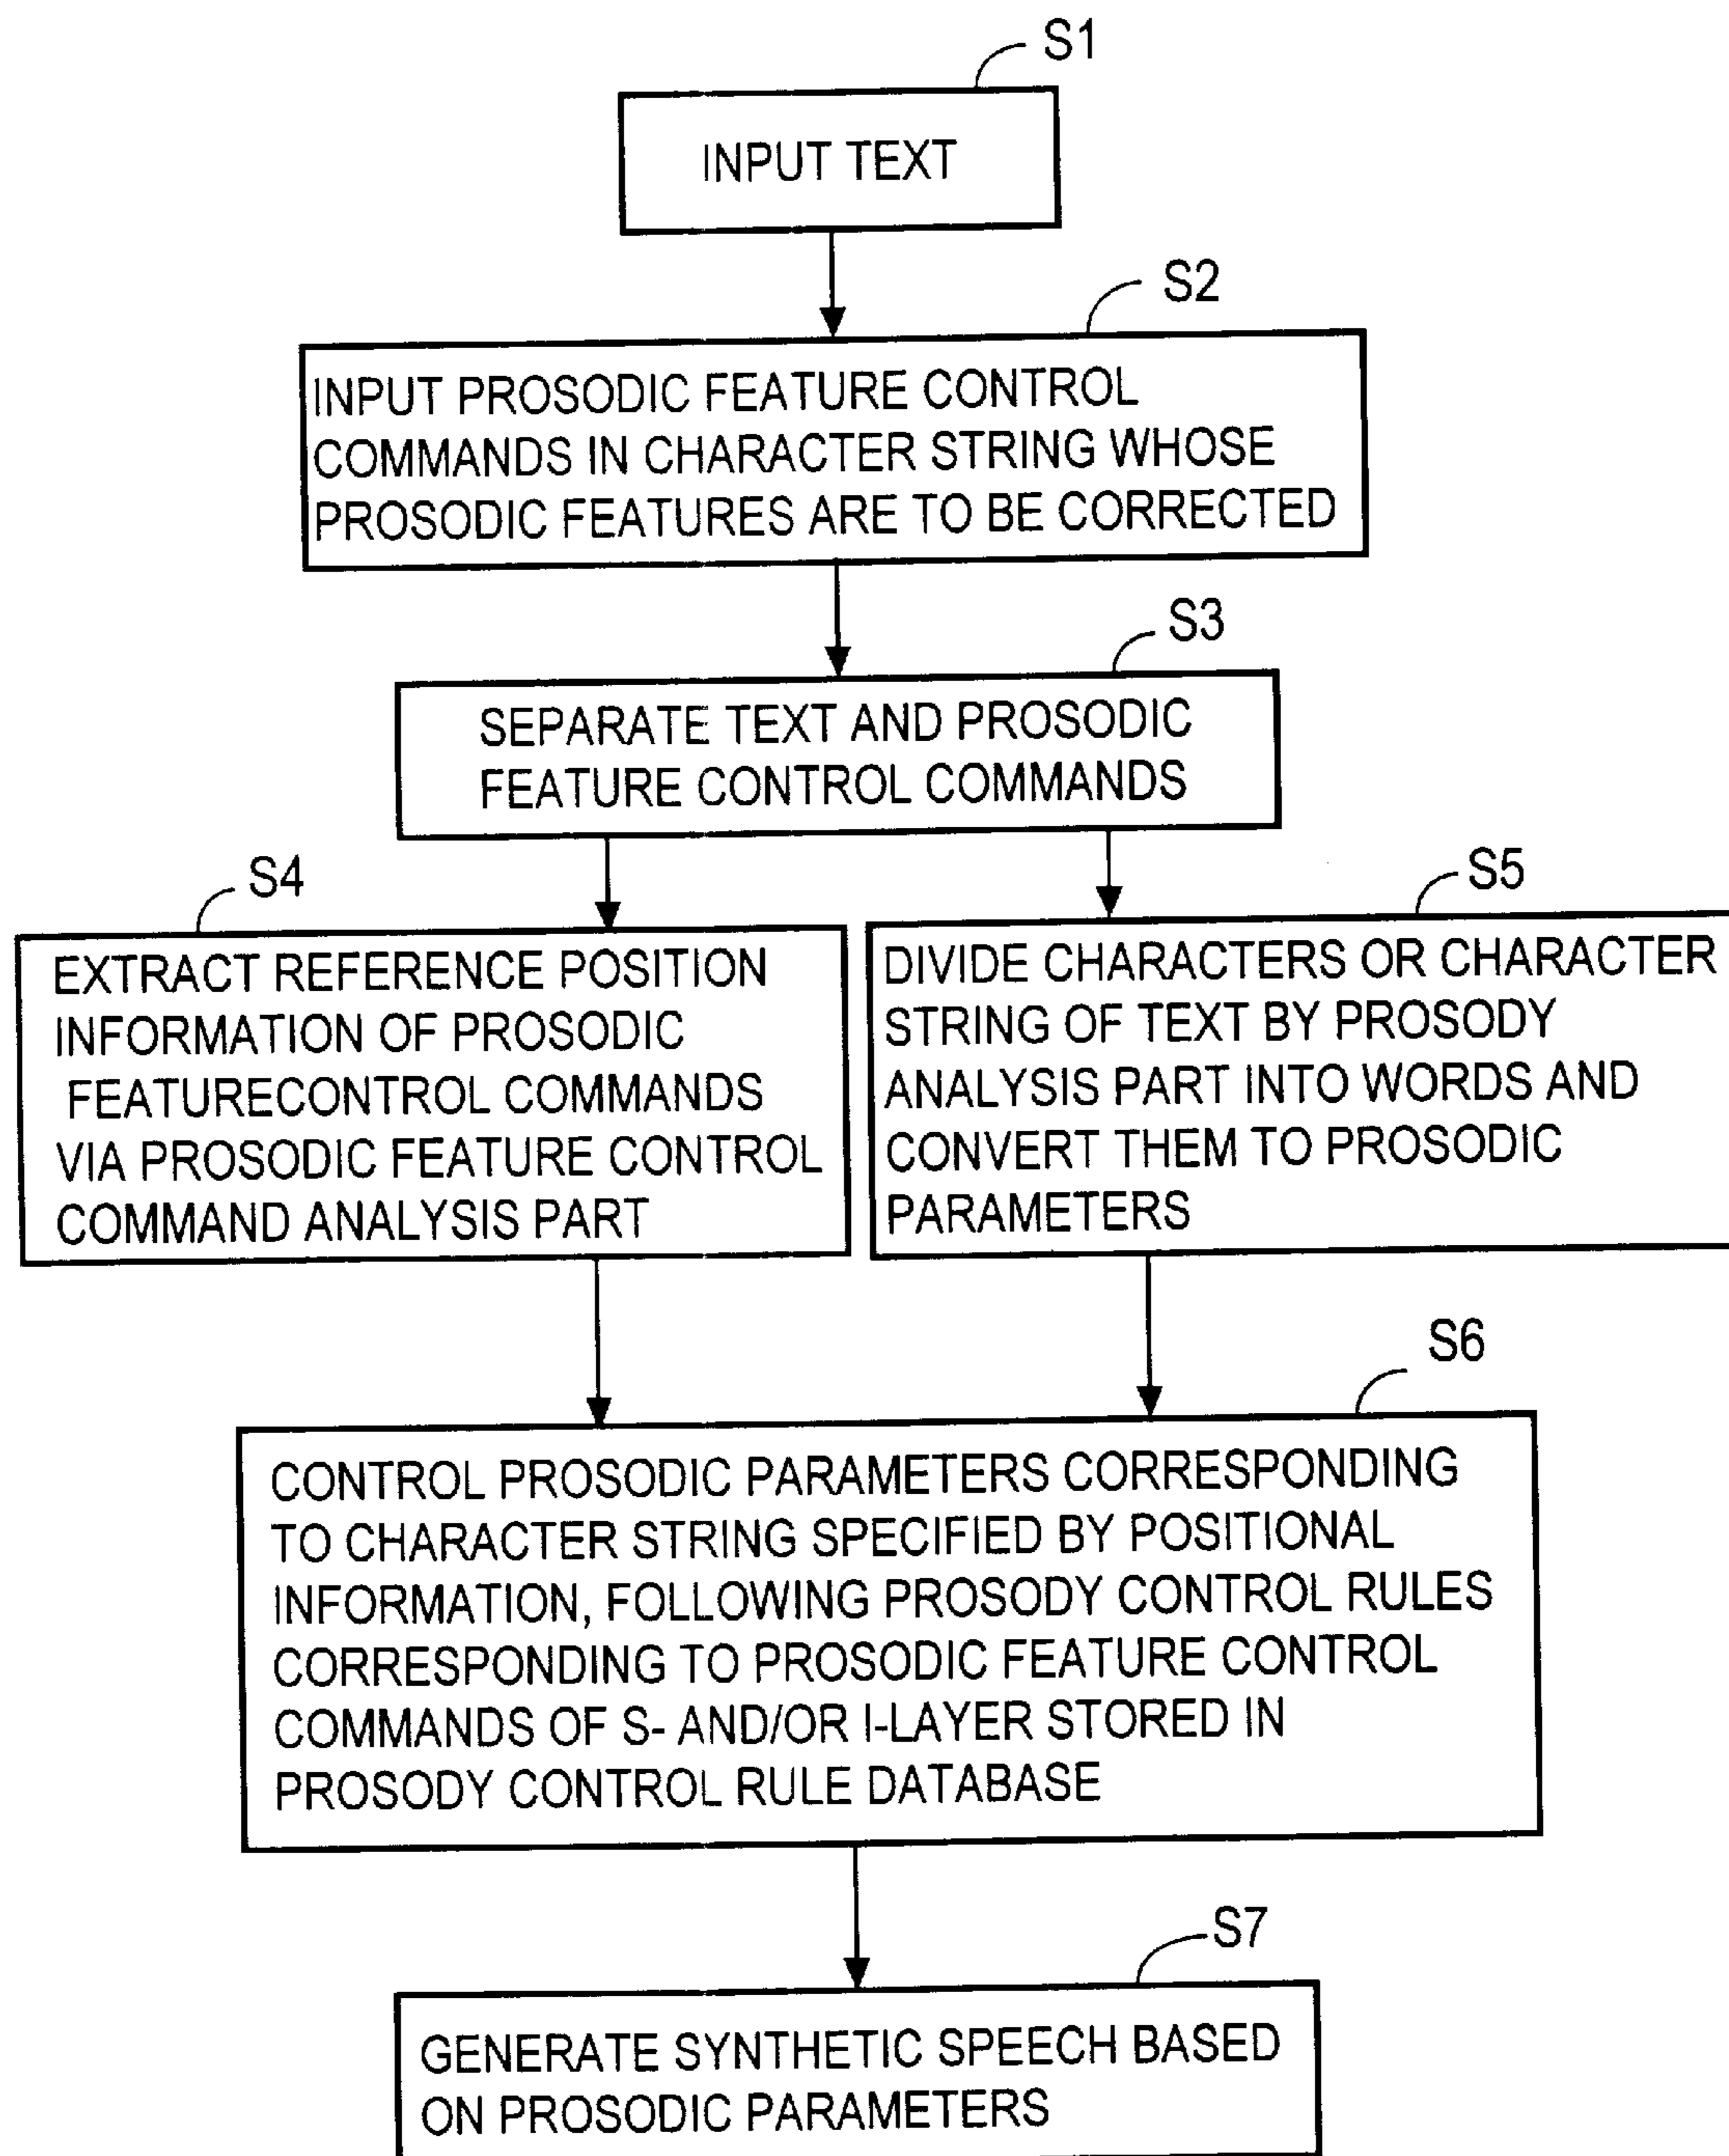 S1
INPUT TEXT
S2
INPUT PROSODIC FEATURE CONTROL
COMMANDS IN CHARACTER STRING WHOSE
PROSODIC FEATURES ARE TO BE CORRECTED
S3
SEPARATE TEXT AND PROSODIC
FEATURE CONTROL COMMANDS
S4
EXTRACT REFERENCE POSITION
INFORMATION OF PROSODIC
FEATURECONTROL COMMANDS
VIA PROSODIC FEATURE CONTROL
COMMAND ANALYSIS PART
S5
DIVIDE CHARACTERS OR CHARACTER
STRING OF TEXT BY PROSODY
ANALYSIS PART INTO WORDS AND
CONVERT THEM TO PROSODIC
PARAMETERS
S6
CONTROL PROSODIC PARAMETERS CORRESPONDING
TO CHARACTER STRING SPECIFIED BY POSITIONAL
INFORMATION, FOLLOWING PROSODY CONTROL RULES
CORRESPONDING TO PROSODIC FEATURE CONTROL
COMMANDS OF S- AND/OR I-LAYER STORED IN
PROSODY CONTROL RULE DATABASE
S7
GENERATE SYNTHETIC SPEECH BASED
ON PROSODIC PARAMETERS